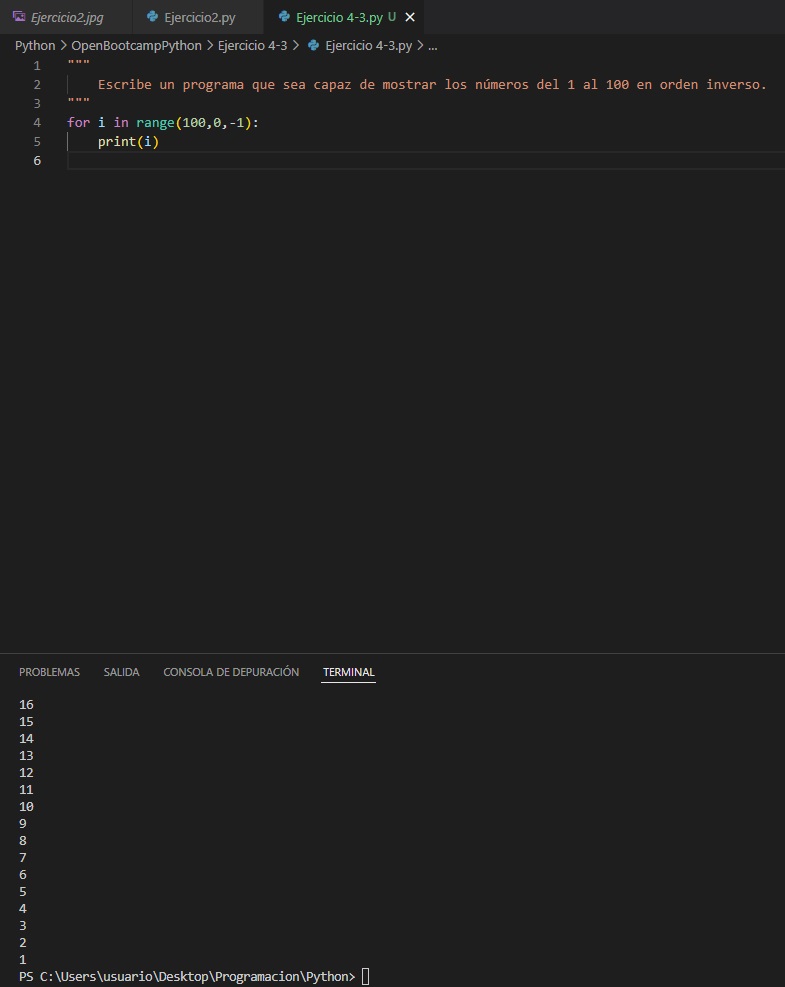 Ejercicio2.jpg Ejercicio2.py Ejercicio 4-3.py U ×
Python > OpenBootcampPython > Ejercicio 4-3 > Ejercicio 4-3.py > ...
1 """
2 Escribe un programa que sea capaz de mostrar los números del 1 al 100 en orden inverso.
3 """
4 for i in range(100,0,-1):
5 print(i)
6
PROBLEMAS SALIDA CONSOLA DE DEPURACIÓN TERMINAL
16
15
14
13
12
11
10
9
8
7
6
5
4
3
2
1
PS C:\Users\usuario\Desktop\Programacion\Python>